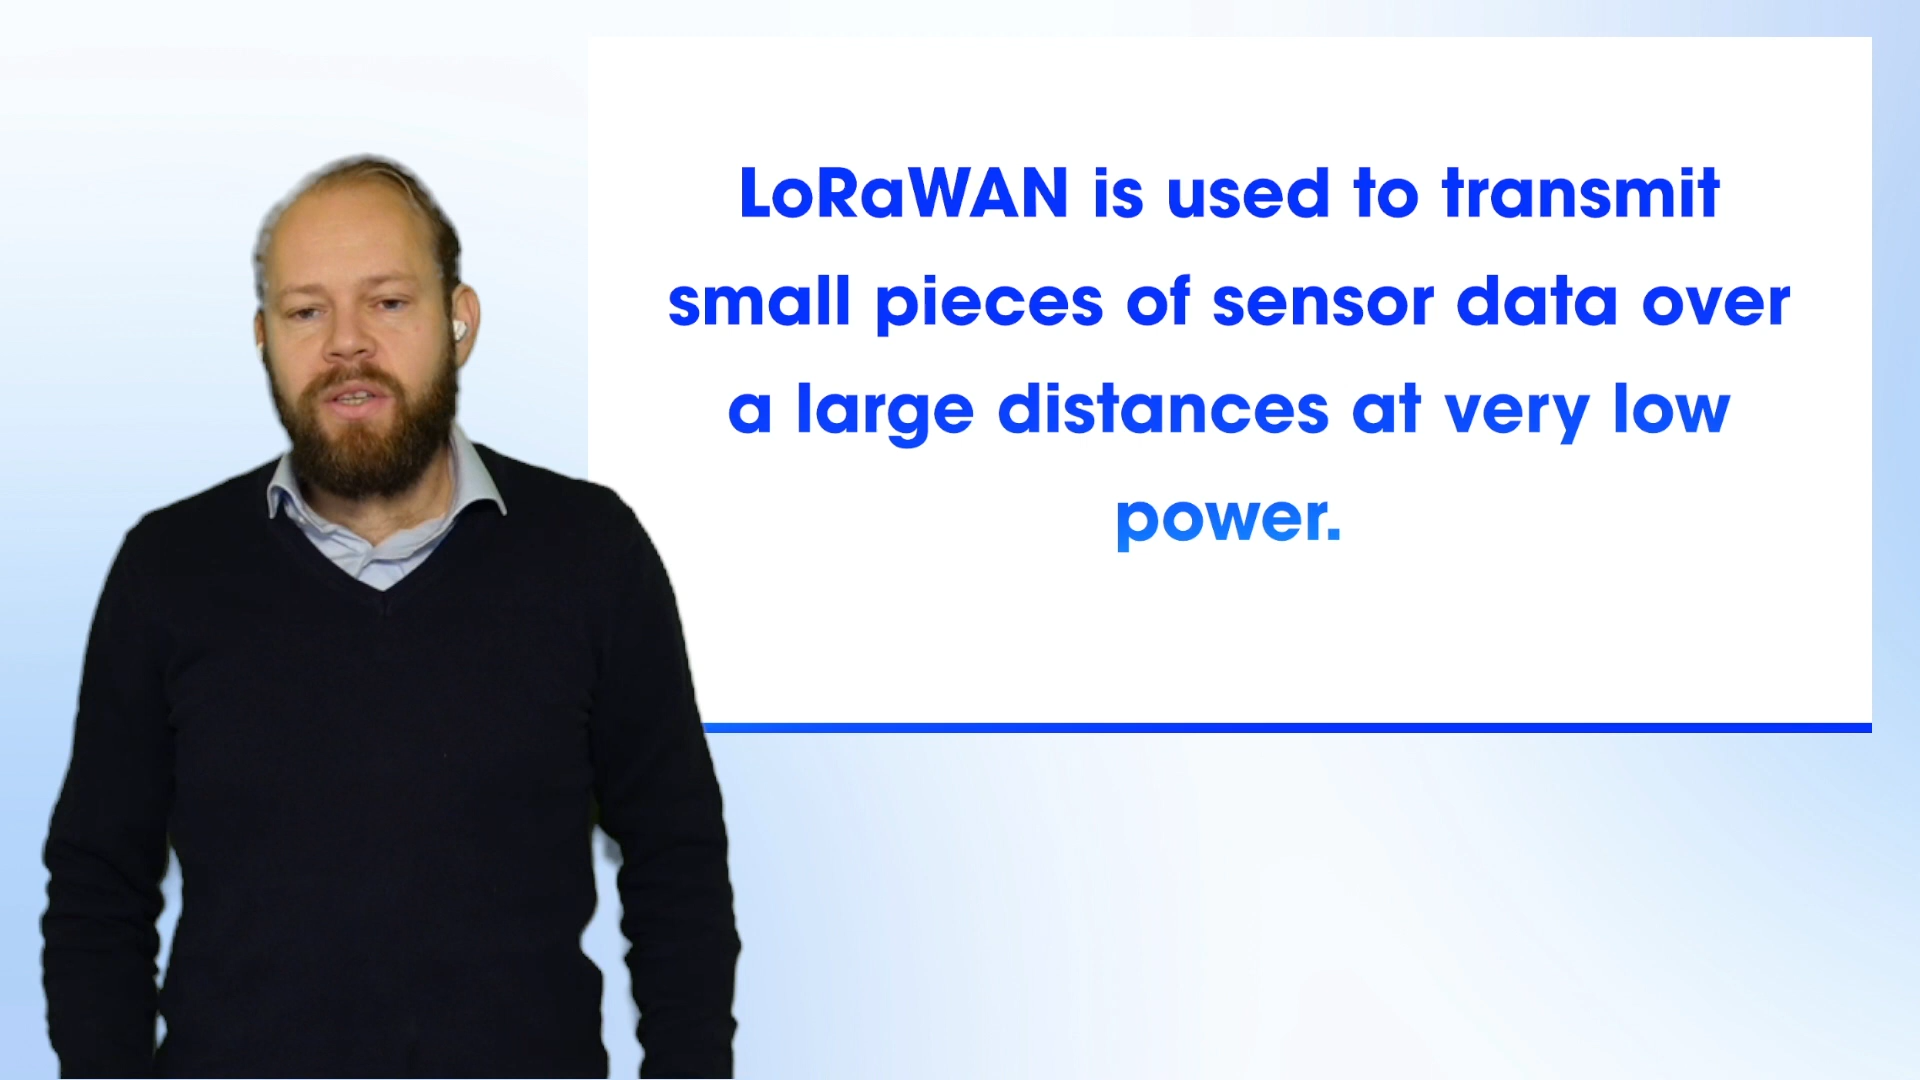 LoRaWAN is used to transmit
small pieces of sensor data over
a large distances at very low
power.